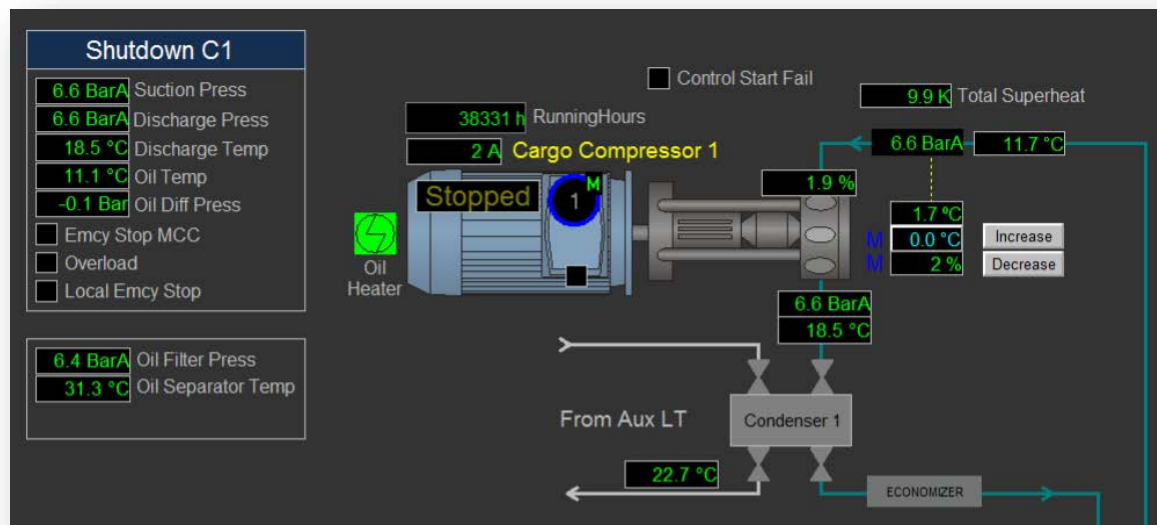 Shutdown C1
6.6 BarA Suction Press
6.6 BarA Discharge Press
18.5 °C Discharge Temp
11.1 °C Oil Temp
-0.1 Bar Oil Diff Press
Emcy Stop MCC
Overload
Local Emcy Stop
6.4 BarA Oil Filter Press
31.3 °C Oil Separator Temp
Control Start Fail
38331 h RunningHours
2 A Cargo Compressor 1
Stopped
1
M
Oil
Heater
9.9 K Total Superheat
6.6 BarA 11.7 °C
1.9 %
1.7 °C
M 0.0 °C Increase
M 2 % Decrease
6.6 BarA
18.5 °C
From Aux LT
Condenser 1
22.7 °C
ECONOMIZER